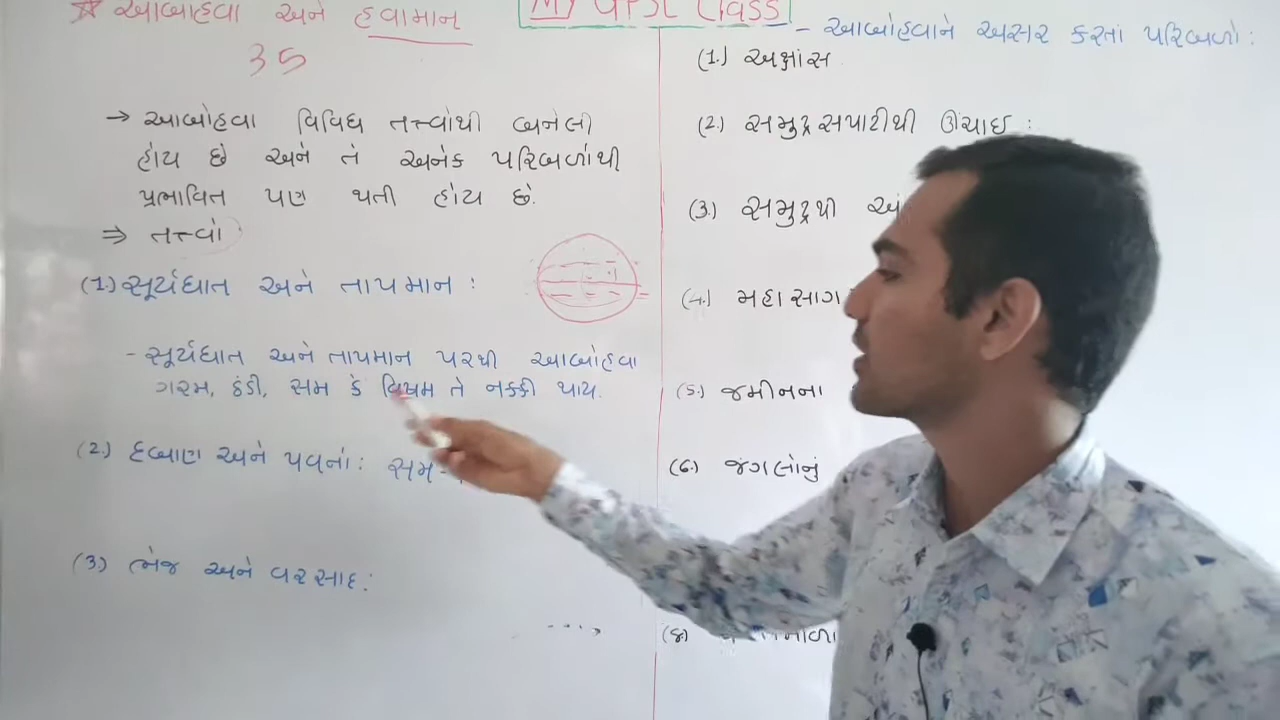 ☆ આબોહવા અને હવામાન
35
→ આબોહવા વિવિધ તત્ત્વોથી બનેલી
હોય છે અને તે અનેક પરિબળોથી
પ્રભાવિત પણ થતી હોય છે.
⇒ તત્ત્વો
(1.) સૂર્યઘાત અને તાપમાન :
- સૂર્યઘાત અને તાપમાન પરથી આબોહવા
ગરમ, ઠંડી, સમ કે વિષમ તે નક્કી થાય.
(2.) દબાણ અને પવનો : સમ
(3.) ભેજ અને વરસાદ :
My Class
- આબોહવાને અસર કરતાં પરિબળો :
(1.) અક્ષાંસ
(2.) સમુદ્રસપાટીથી ઊંચાઈ :
(3.) સમુદ્રથી અં
(4.) મહાસાગ
(5.) જમીનના
(6.) જંગલોનું